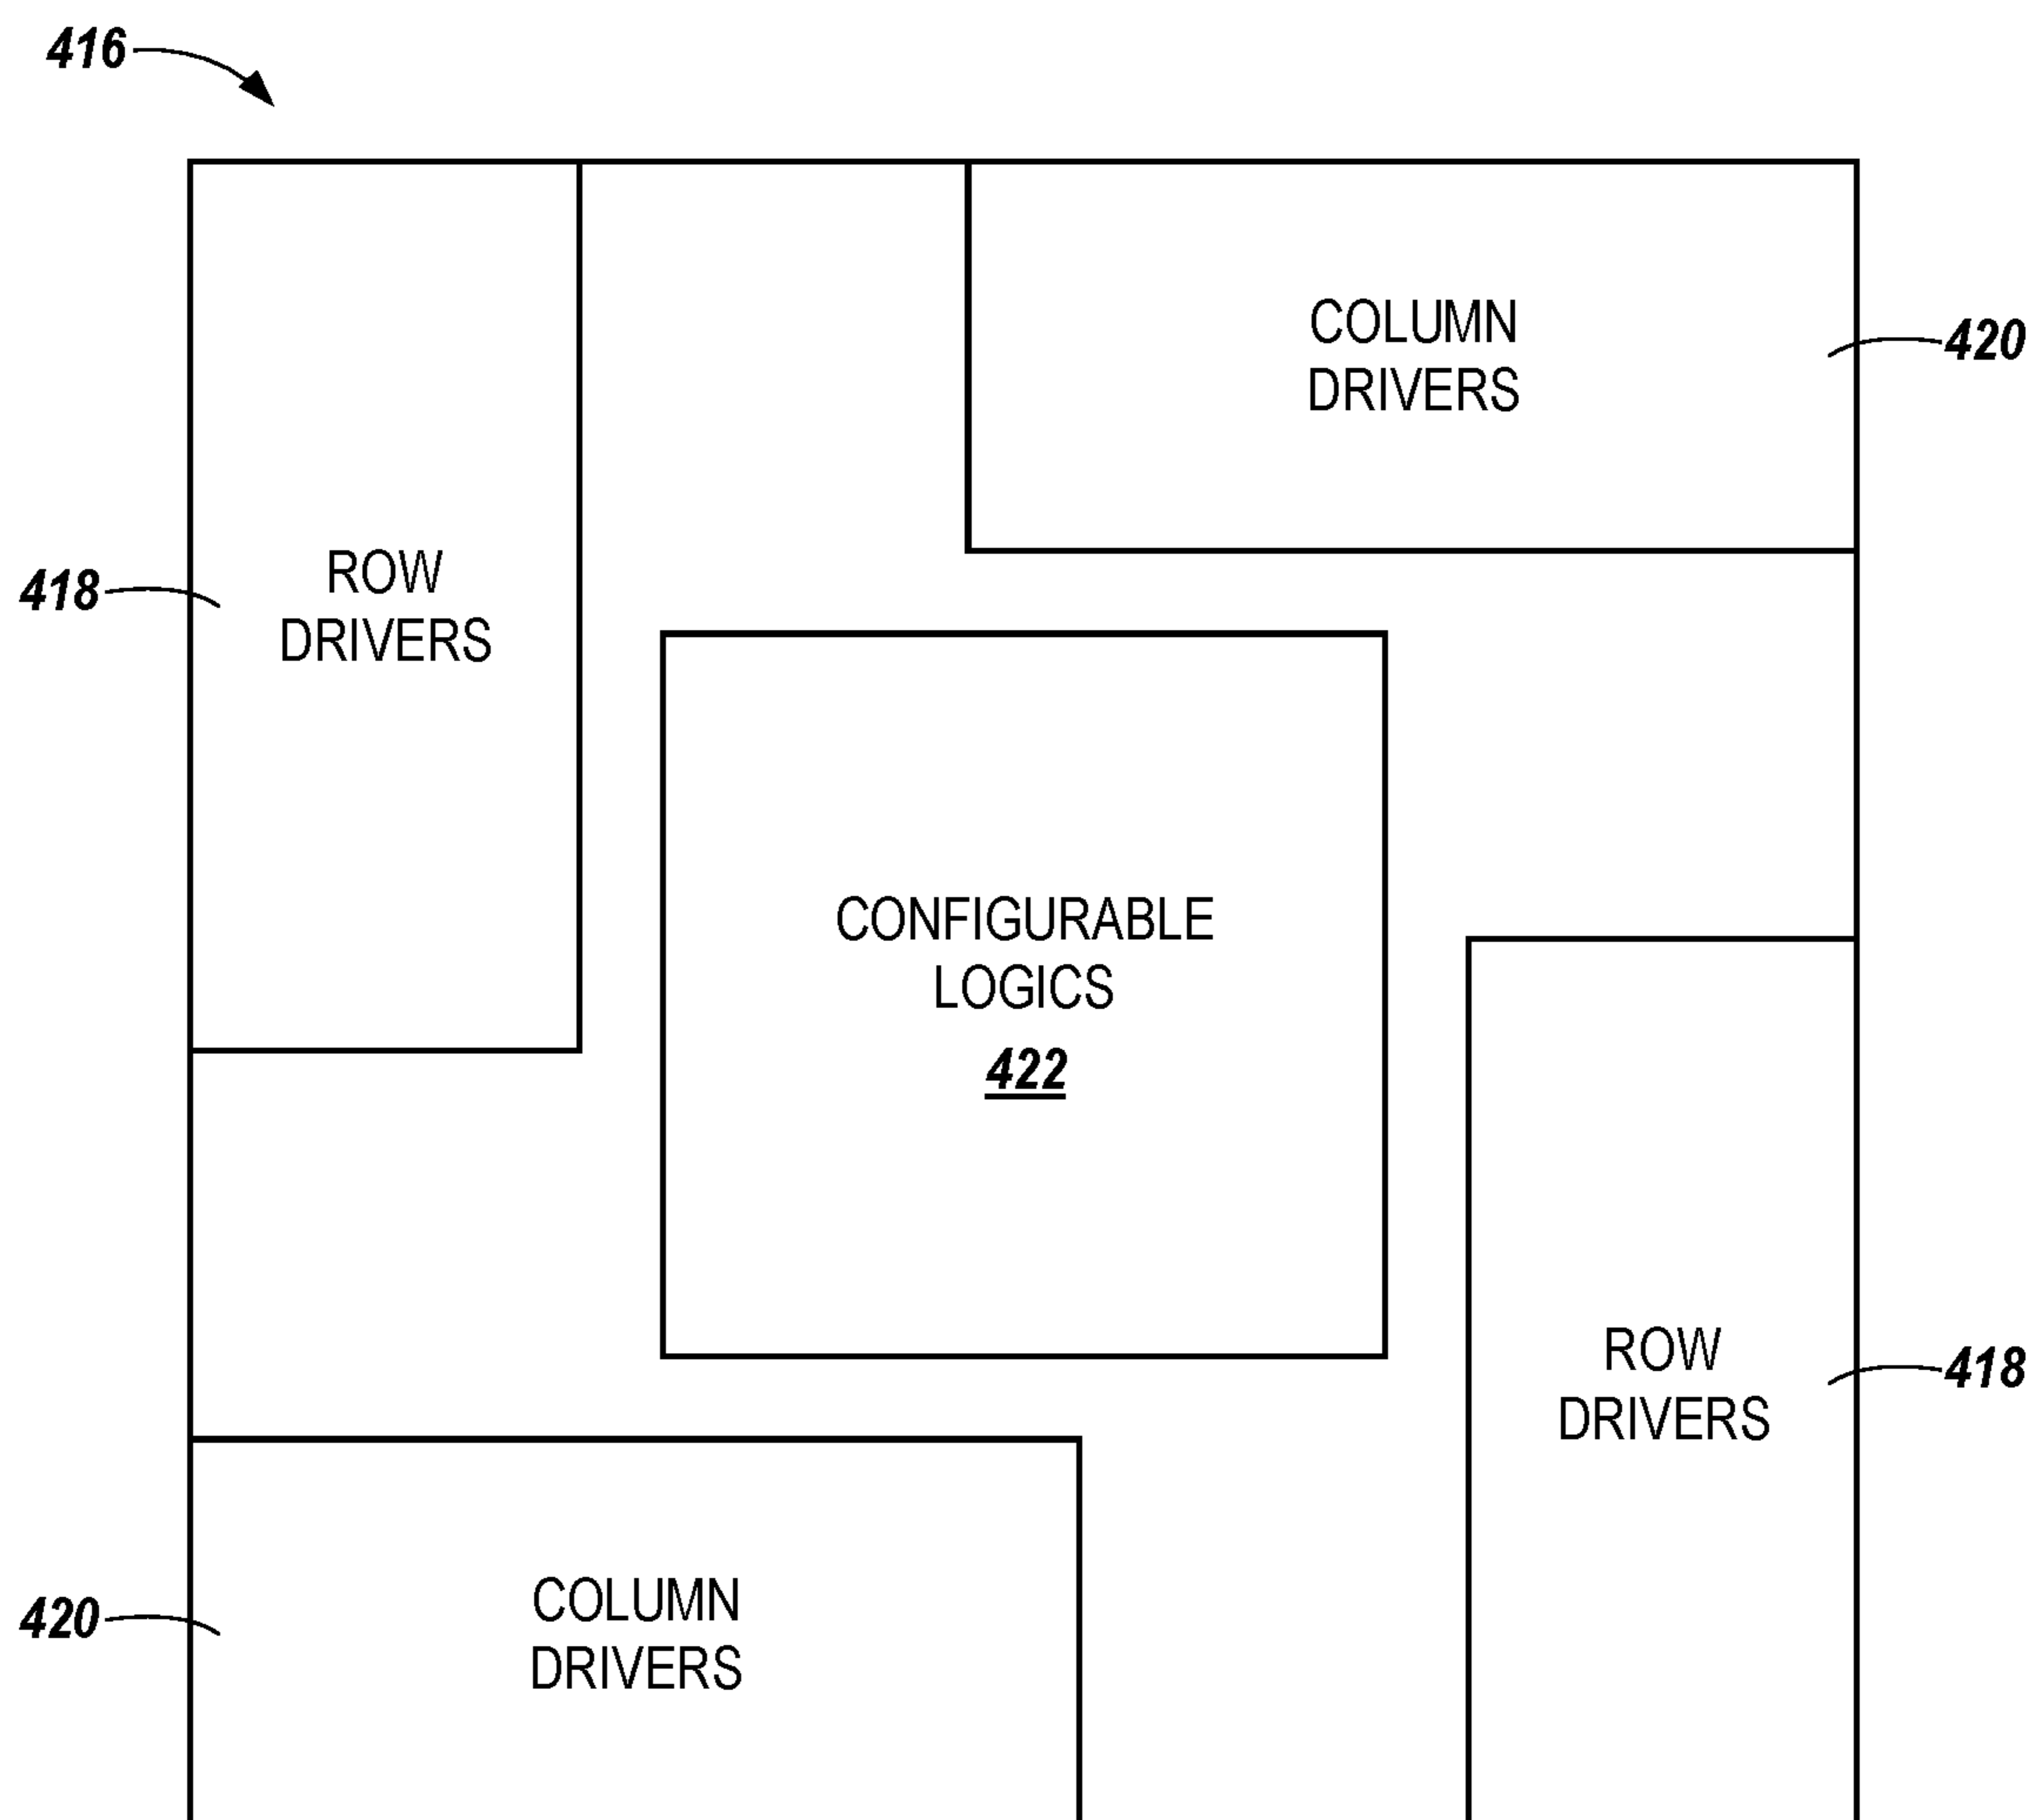 416
COLUMN
DRIVERS
420
ROW
DRIVERS
418
CONFIGURABLE
LOGICS
422
ROW
DRIVERS
418
COLUMN
DRIVERS
420